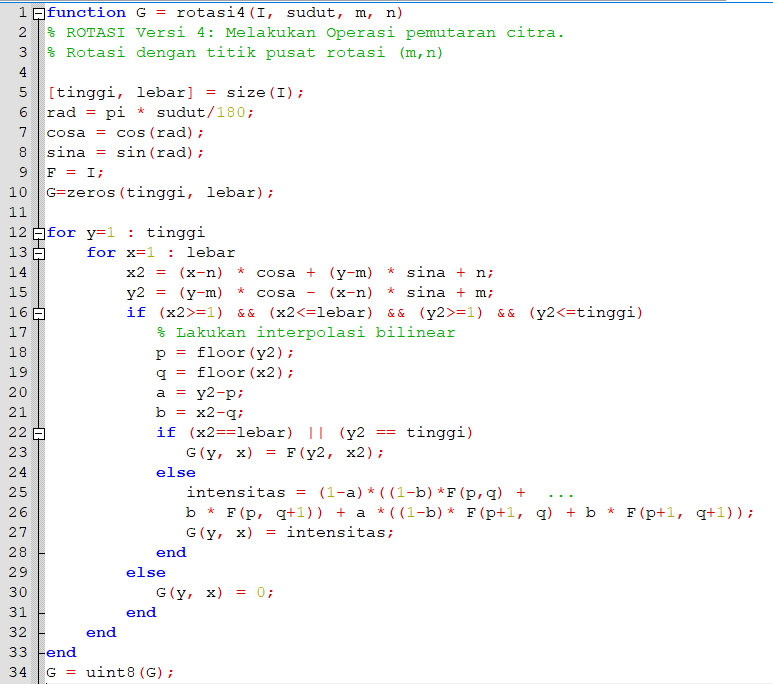 1 function G = rotasi4(I, sudut, m, n)
2 % ROTASI Versi 4: Melakukan Operasi pemutaran citra.
3 % Rotasi dengan titik pusat rotasi (m,n)
4
5 [tinggi, lebar] = size(I);
6 rad = pi * sudut/180;
7 cosa = cos(rad);
8 sina = sin(rad);
9 F = I;
10 G=zeros(tinggi, lebar);
11
12 for y=1 : tinggi
13 for x=1 : lebar
14 x2 = (x-n) * cosa + (y-m) * sina + n;
15 y2 = (y-m) * cosa - (x-n) * sina + m;
16 if (x2>=1) && (x2<=lebar) && (y2>=1) && (y2<=tinggi)
17 % Lakukan interpolasi bilinear
18 p = floor(y2);
19 q = floor(x2);
20 a = y2-p;
21 b = x2-q;
22 if (x2==lebar) || (y2 == tinggi)
23 G(y, x) = F(y2, x2);
24 else
25 intensitas = (1-a)*((1-b)*F(p,q) + ...
26 b * F(p, q+1)) + a *((1-b)* F(p+1, q) + b * F(p+1, q+1));
27 G(y, x) = intensitas;
28 end
29 else
30 G(y, x) = 0;
31 end
32 end
33 end
34 G = uint8(G);